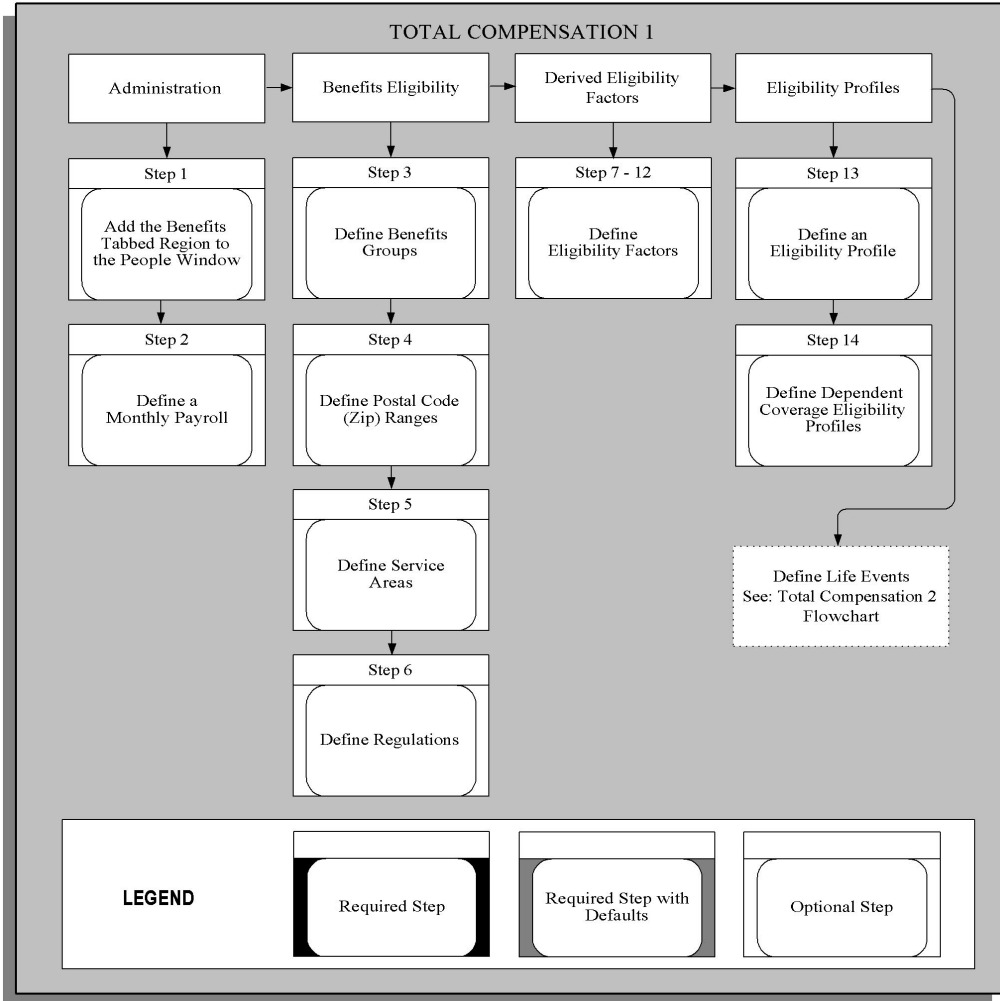 TOTAL COMPENSATION 1
Administration
Benefits Eligibility
Derived Eligibility
Factors
Eligibility Profiles
Step 1
Add the Benefits
Tabbed Region to
the People Window
Step 2
Define a
Monthly Payroll
Step 3
Define Benefits
Groups
Step 4
Define Postal Code
(Zip) Ranges
Step 5
Define Service
Areas
Step 6
Define Regulations
Step 7 - 12
Define
Eligibility Factors
Step 13
Define an
Eligibility Profile
Step 14
Define Dependent
Coverage Eligibility
Profiles
Define Life Events
See: Total Compensation 2
Flowchart
LEGEND
Required Step
Required Step with
Defaults
Optional Step